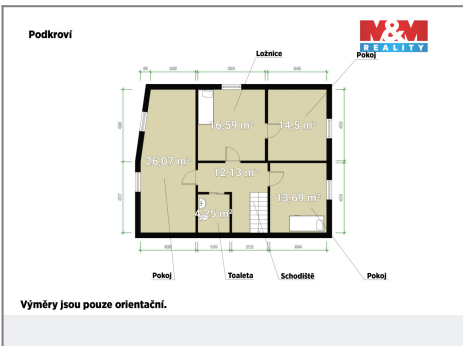 Podkroví
M&M
REALITY
Ložnice
Pokoj
16,59 m²
14,5 m²
26,07 m²
12,13 m²
13,69 m²
4,25 m²
Pokoj
Toaleta
Schodiště
Pokoj
Výměry jsou pouze orientační.